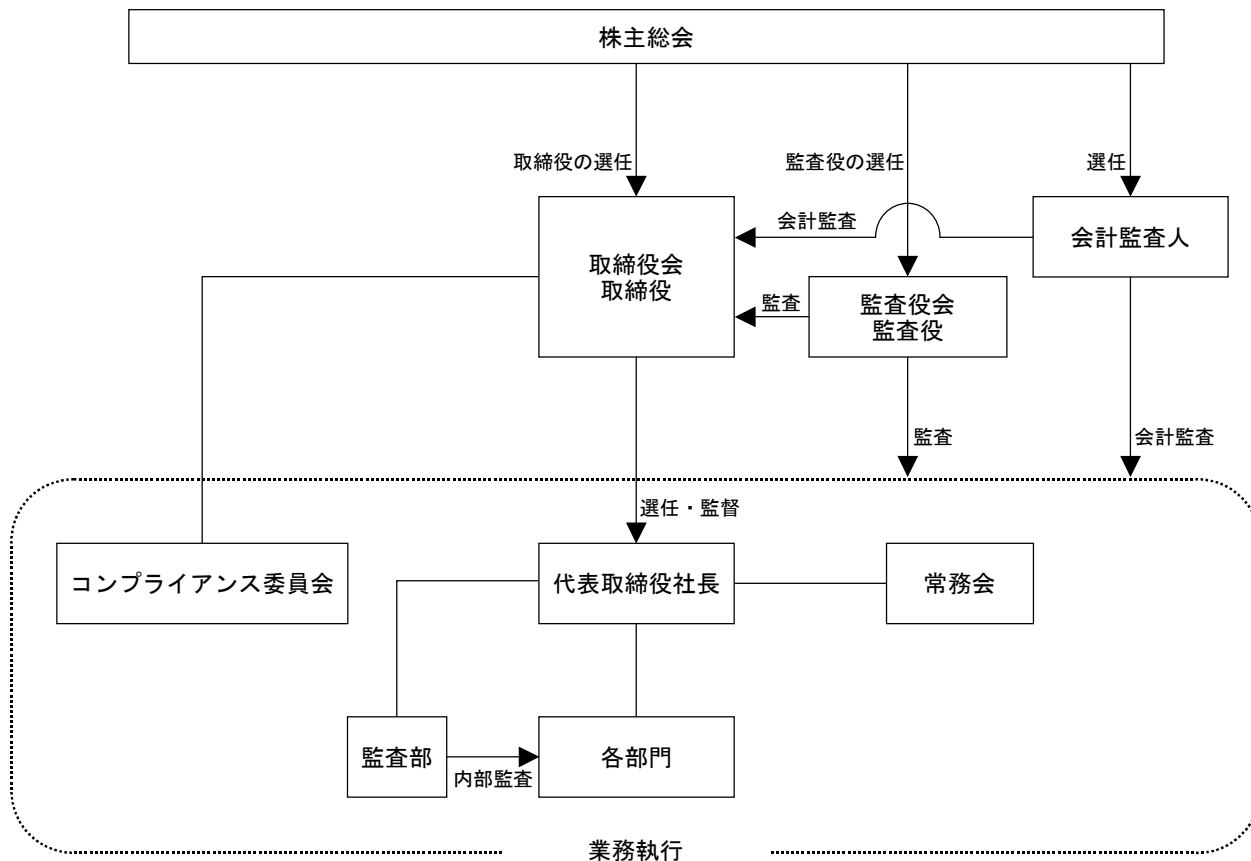 株主総会
取締役の選任
監査役の選任
選任
会計監査
会計監査人
取締役会
取締役
監査
監査役会
監査役
監査
会計監査
選任・監督
コンプライアンス委員会
代表取締役社長
常務会
監査部
内部監査
各部門
業務執行